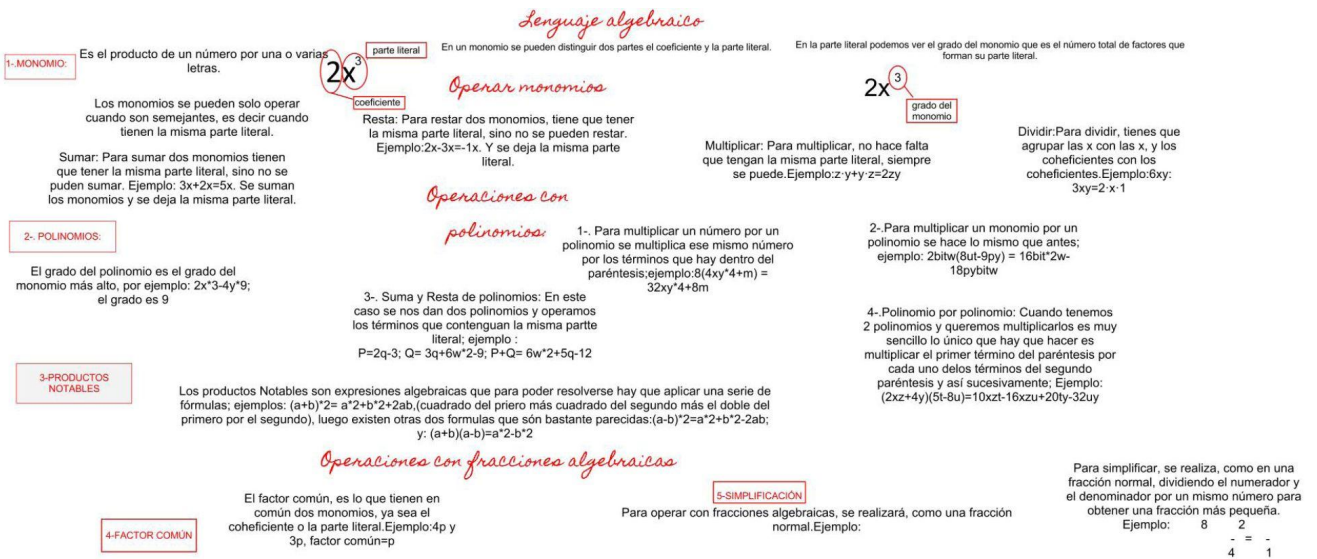 Lenguaje algebraico
1-.MONOMIO:
Es el producto de un número por una o varias
letras.
2x3
parte literal
coeficiente
En un monomio se pueden distinguir dos partes el coeficiente y la parte literal.
En la parte literal podemos ver el grado del monomio que es el número total de factores que
forman su parte literal.
2x3
grado del
monomio
Operar monomios
Los monomios se pueden solo operar
cuando son semejantes, es decir cuando
tienen la misma parte literal.
Sumar: Para sumar dos monomios tienen
que tener la misma parte literal, sino no se
puden sumar. Ejemplo: 3x+2x=5x. Se suman
los monomios y se deja la misma parte literal.
Resta: Para restar dos monomios, tiene que tener
la misma parte literal, sino no se pueden restar.
Ejemplo:2x-3x=-1x. Y se deja la misma parte
literal.
Multiplicar: Para multiplicar, no hace falta
que tengan la misma parte literal, siempre
se puede.Ejemplo:z·y+y·z=2zy
Dividir:Para dividir, tienes que
agrupar las x con las x, y los
coheficientes con los
coheficientes.Ejemplo:6xy:
3xy=2·x·1
Operaciones con
polinomios:
2-. POLINOMIOS:
El grado del polinomio es el grado del
monomio más alto, por ejemplo: 2x*3-4y*9;
el grado es 9
1-. Para multiplicar un número por un
polinomio se multiplica ese mismo número
por los términos que hay dentro del
paréntesis;ejemplo:8(4xy*4+m) =
32xy*4+8m
2-.Para multiplicar un monomio por un
polinomio se hace lo mismo que antes;
ejemplo: 2bitw(8ut-9py) = 16bit*2w-
18pybitw
3-. Suma y Resta de polinomios: En este
caso se nos dan dos polinomios y operamos
los términos que contenguan la misma partte
literal; ejemplo :
P=2q-3; Q= 3q+6w*2-9; P+Q= 6w*2+5q-12
4-.Polinomio por polinomio: Cuando tenemos
2 polinomios y queremos multiplicarlos es muy
sencillo lo único que hay que hacer es
multiplicar el primer término del paréntesis por
cada uno delos términos del segundo
paréntesis y así sucesivamente; Ejemplo:
(2xz+4y)(5t-8u)=10xzt-16xzu+20ty-32uy
3-PRODUCTOS
NOTABLES
Los productos Notables son expresiones algebraicas que para poder resolverse hay que aplicar una serie de
fórmulas; ejemplos: (a+b)*2= a*2+b*2+2ab,(cuadrado del priero más cuadrado del segundo más el doble del
primero por el segundo), luego existen otras dos formulas que són bastante parecidas:(a-b)*2=a*2+b*2-2ab;
y: (a+b)(a-b)=a*2-b*2
Operaciones con fracciones algebraicas
4-FACTOR COMÚN
El factor común, es lo que tienen en
común dos monomios, ya sea el
coheficiente o la parte literal.Ejemplo:4p y
3p, factor común=p
5-SIMPLIFICACIÓN
Para operar con fracciones algebraicas, se realizará, como una fracción
normal.Ejemplo:
Para simplificar, se realiza, como en una
fracción normal, dividiendo el numerador y
el denominador por un mismo número para
obtener una fracción más pequeña.
Ejemplo: 8 2
- = -
4 1